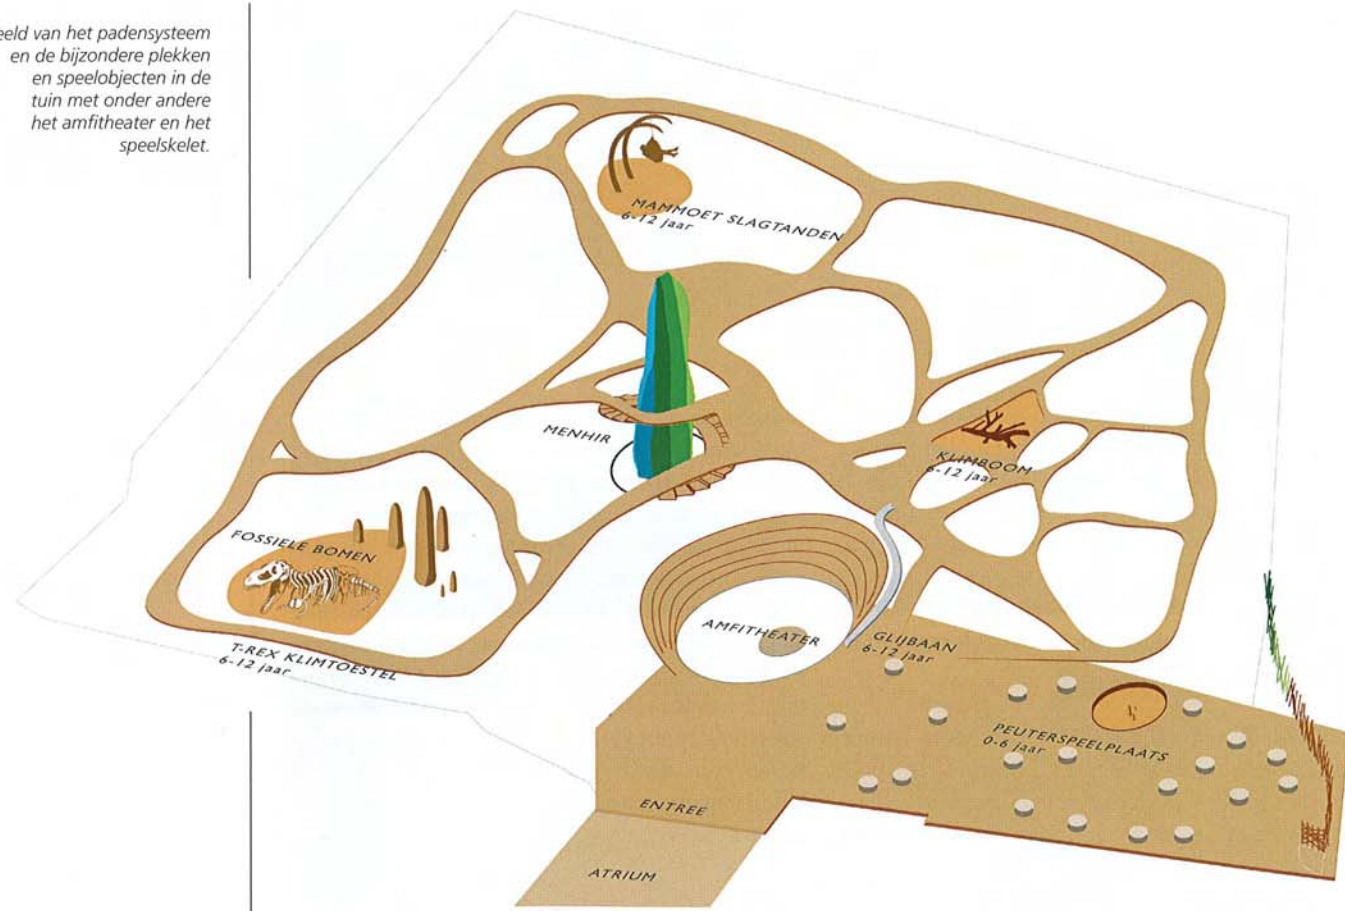 van het padensysteem
en de bijzondere plekken
en speelobjecten in de
tuin met onder andere
het amfitheater en het
speelskelet.
MAMMOET SLAGTANDEN
6-12 jaar
MENHIR
KLIMBOOM
6-12 jaar
FOSSIELE BOMEN
T-REX KLIMTOESTEL
6-12 jaar
AMFITHEATER
GLIJBAAN
6-12 jaar
PEUTERSPEELPLAATS
0-6 jaar
ENTREE
ATRIUM